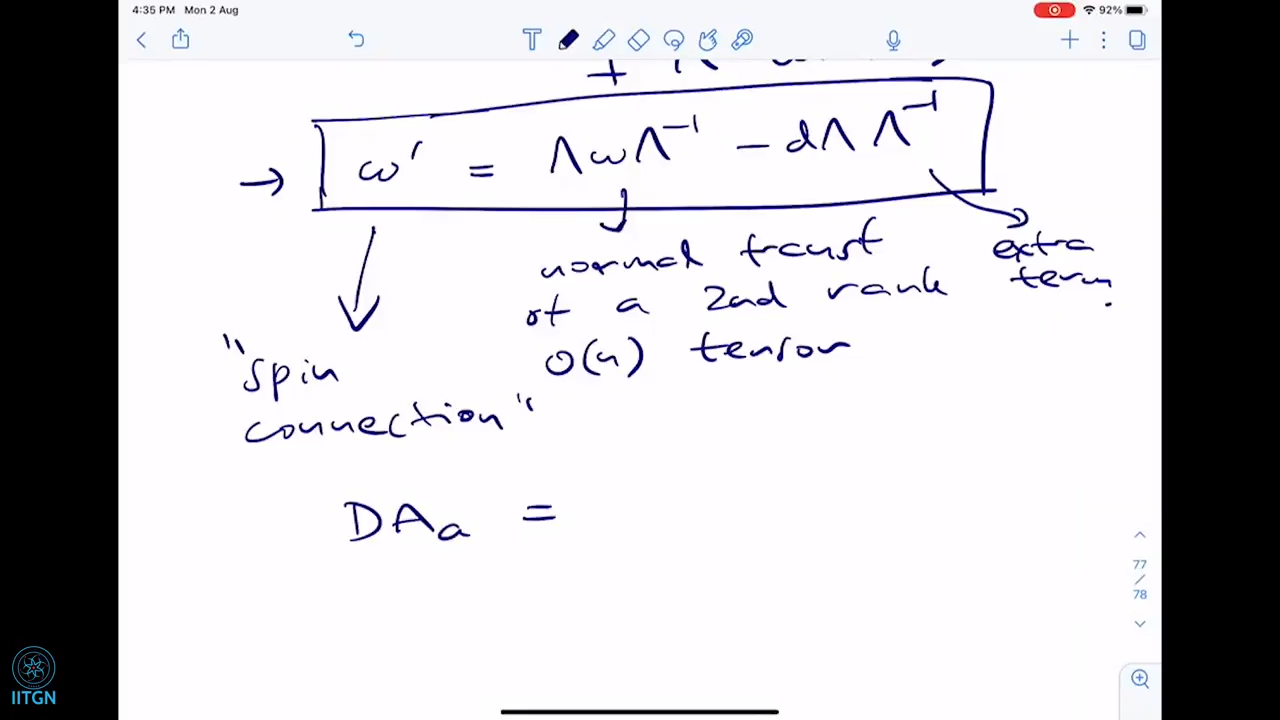 4:35 PM Mon 2 Aug
92%
→ ω′ = ΛωΛ⁻¹ − dΛ Λ⁻¹
normal transf
of a 2nd rank
O(n) tensor
extra
term.
"spin
connection"
DAₐ =
77
/
78
IITGN